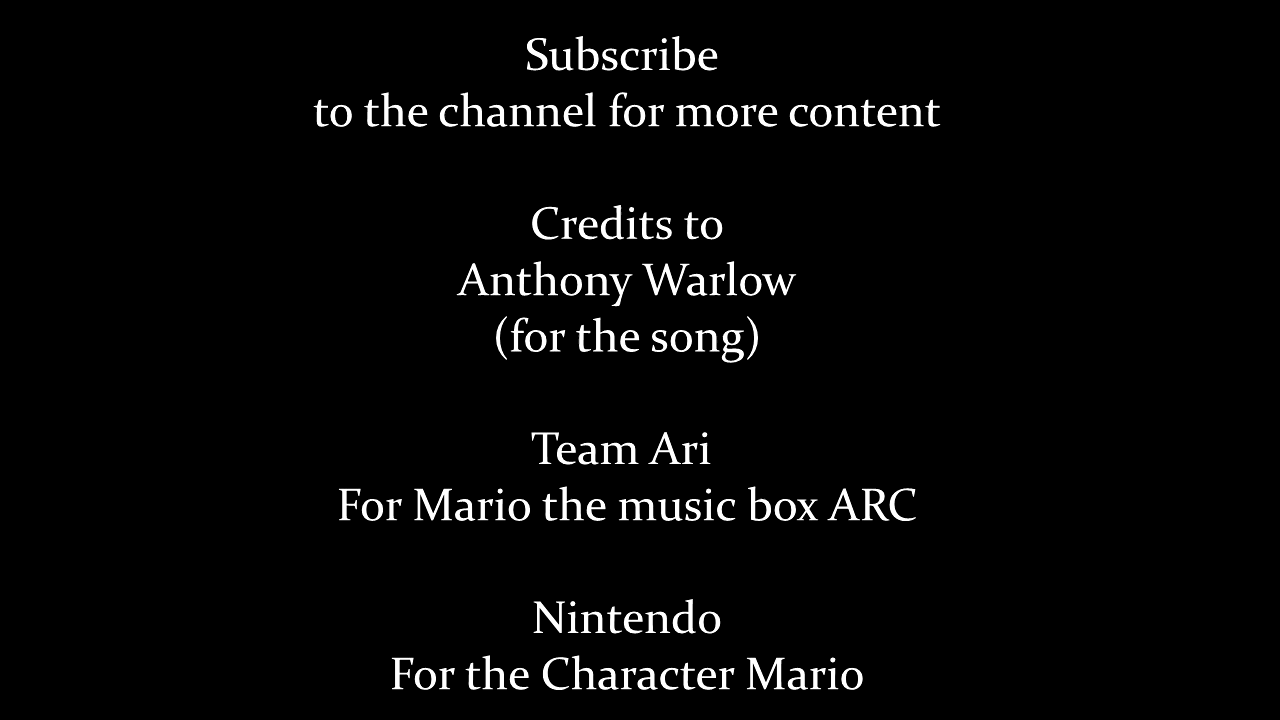 Subscribe
to the channel for more content
Credits to
Anthony Warlow
(for the song)
Team Ari
For Mario the music box ARC
Nintendo
For the Character Mario